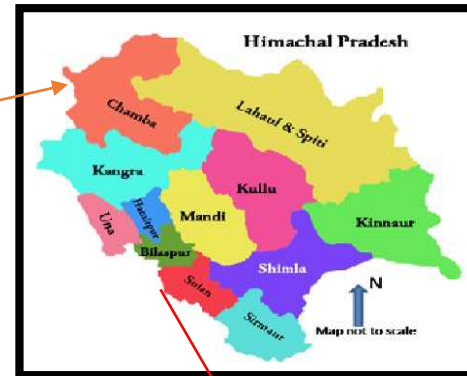 Himachal Pradesh
Chamba
Lahaul & Spiti
Kangra
Kullu
Una
Hamirpur
Mandi
Kinnaur
Bilaspur
Shimla
Solan
N
Sirmaur
Map not to scale